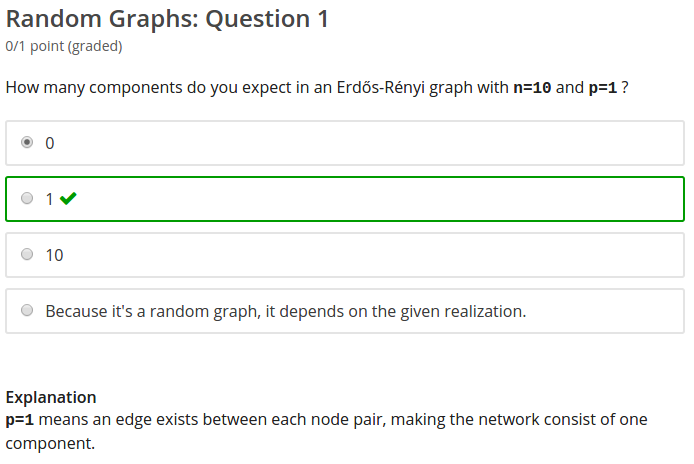 Random Graphs: Question 1
0/1 point (graded)
How many components do you expect in an Erdős-Rényi graph with n=10 and p=1 ?
0
1
10
Because it's a random graph, it depends on the given realization.
Explanation
p=1 means an edge exists between each node pair, making the network consist of one
component.